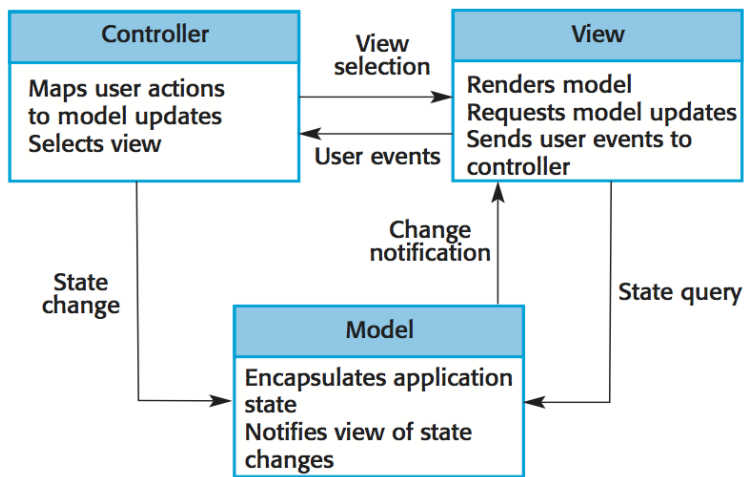 Controller
Maps user actions
to model updates
Selects view
View
selection
User events
View
Renders model
Requests model updates
Sends user events to
controller
State
change
Change
notification
State query
Model
Encapsulates application
state
Notifies view of state
changes